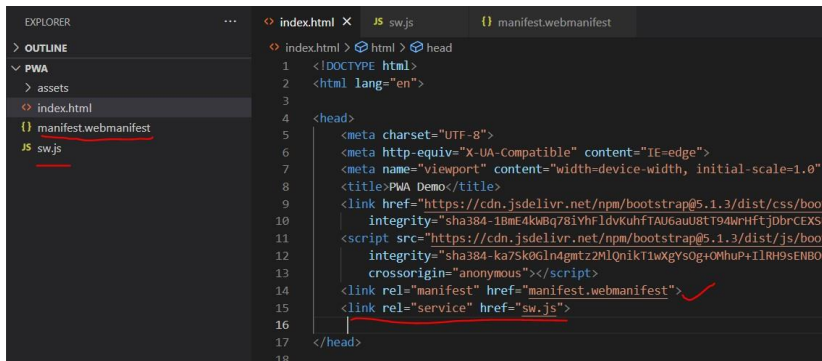 EXPLORER ...
index.html × JS sw.js {} manifest.webmanifest
> OUTLINE
index.html > html > head
PWA
> assets
index.html
{} manifest.webmanifest
JS sw.js
1 <!DOCTYPE html>
2 <html lang="en">
3
4 <head>
5 <meta charset="UTF-8">
6 <meta http-equiv="X-UA-Compatible" content="IE=edge">
7 <meta name="viewport" content="width=device-width, initial-scale=1.0"
8 <title>PWA Demo</title>
9 <link href="https://cdn.jsdelivr.net/npm/bootstrap@5.1.3/dist/css/boo
10 integrity="sha384-1BmE4kWBq78iYhFldvKuhfTAU6auU8tT94WrHftjDbrCEXS
11 <script src="https://cdn.jsdelivr.net/npm/bootstrap@5.1.3/dist/js/boo
12 integrity="sha384-ka7Sk0Gln4gmtz2MlQnikT1wXgYsOg+OMhuP+IlRH9sENBO
13 crossorigin="anonymous"></script>
14 <link rel="manifest" href="manifest.webmanifest">
15 <link rel="service" href="sw.js">
16
17 </head>
18